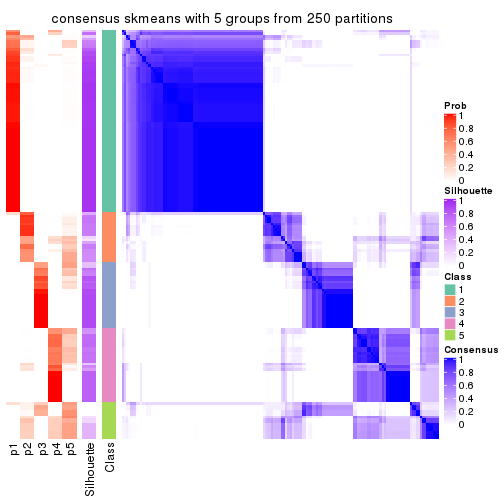 consensus skmeans with 5 groups from 250 partitions
Prob
1
0.8
0.6
0.4
0.2
0
Silhouette
1
0.8
0.6
0.4
0.2
0
Class
1
2
3
4
5
Consensus
1
0.8
0.6
0.4
0.2
0
p1
p2
p3
p4
p5
Silhouette
Class